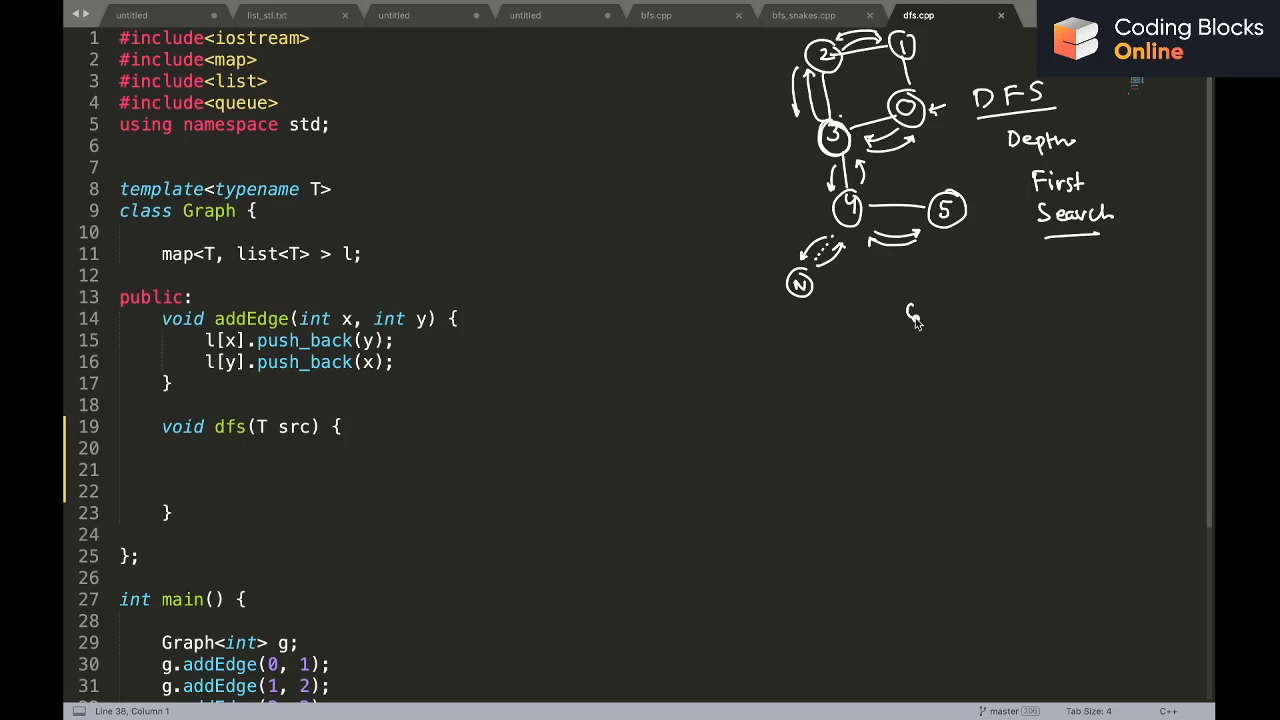 untitled
list_stl.txt
untitled
untitled
bfs.cpp
bfs_snakes.cpp
dfs.cpp
Coding Blocks
Online
1 #include<iostream>
2 #include<map>
3 #include<list>
4 #include<queue>
5 using namespace std;
6
7
8 template<typename T>
9 class Graph {
10
11 map<T, list<T> > l;
12
13 public:
14 void addEdge(int x, int y) {
15 l[x].push_back(y);
16 l[y].push_back(x);
17 }
18
19 void dfs(T src) {
20
21
22
23 }
24
25 };
26
27 int main() {
28
29 Graph<int> g;
30 g.addEdge(0, 1);
31 g.addEdge(1, 2);
2 1
0
3
4 5
N
DFS
Depth
First
Search
Line 38, Column 1
master 206
Tab Size: 4
C++